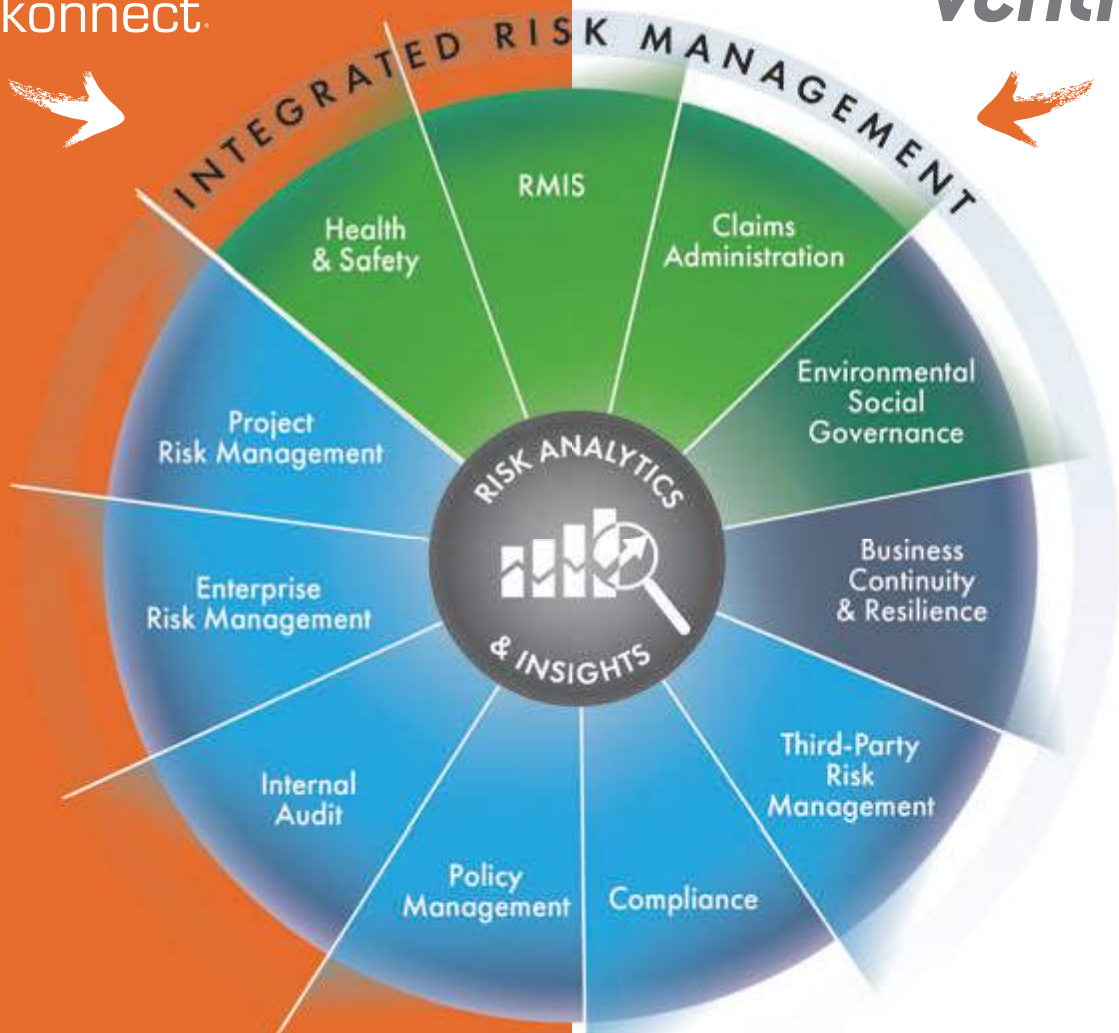 konnect
INTEGRATED RISK MANAGEMENT
RMIS
Health
& Safety
Claims
Administration
Environmental
Social
Governance
Project
Risk Management
RISK ANALYTICS
& INSIGHTS
Business
Continuity
& Resilience
Enterprise
Risk Management
Third-Party
Risk
Management
Internal
Audit
Policy
Management
Compliance